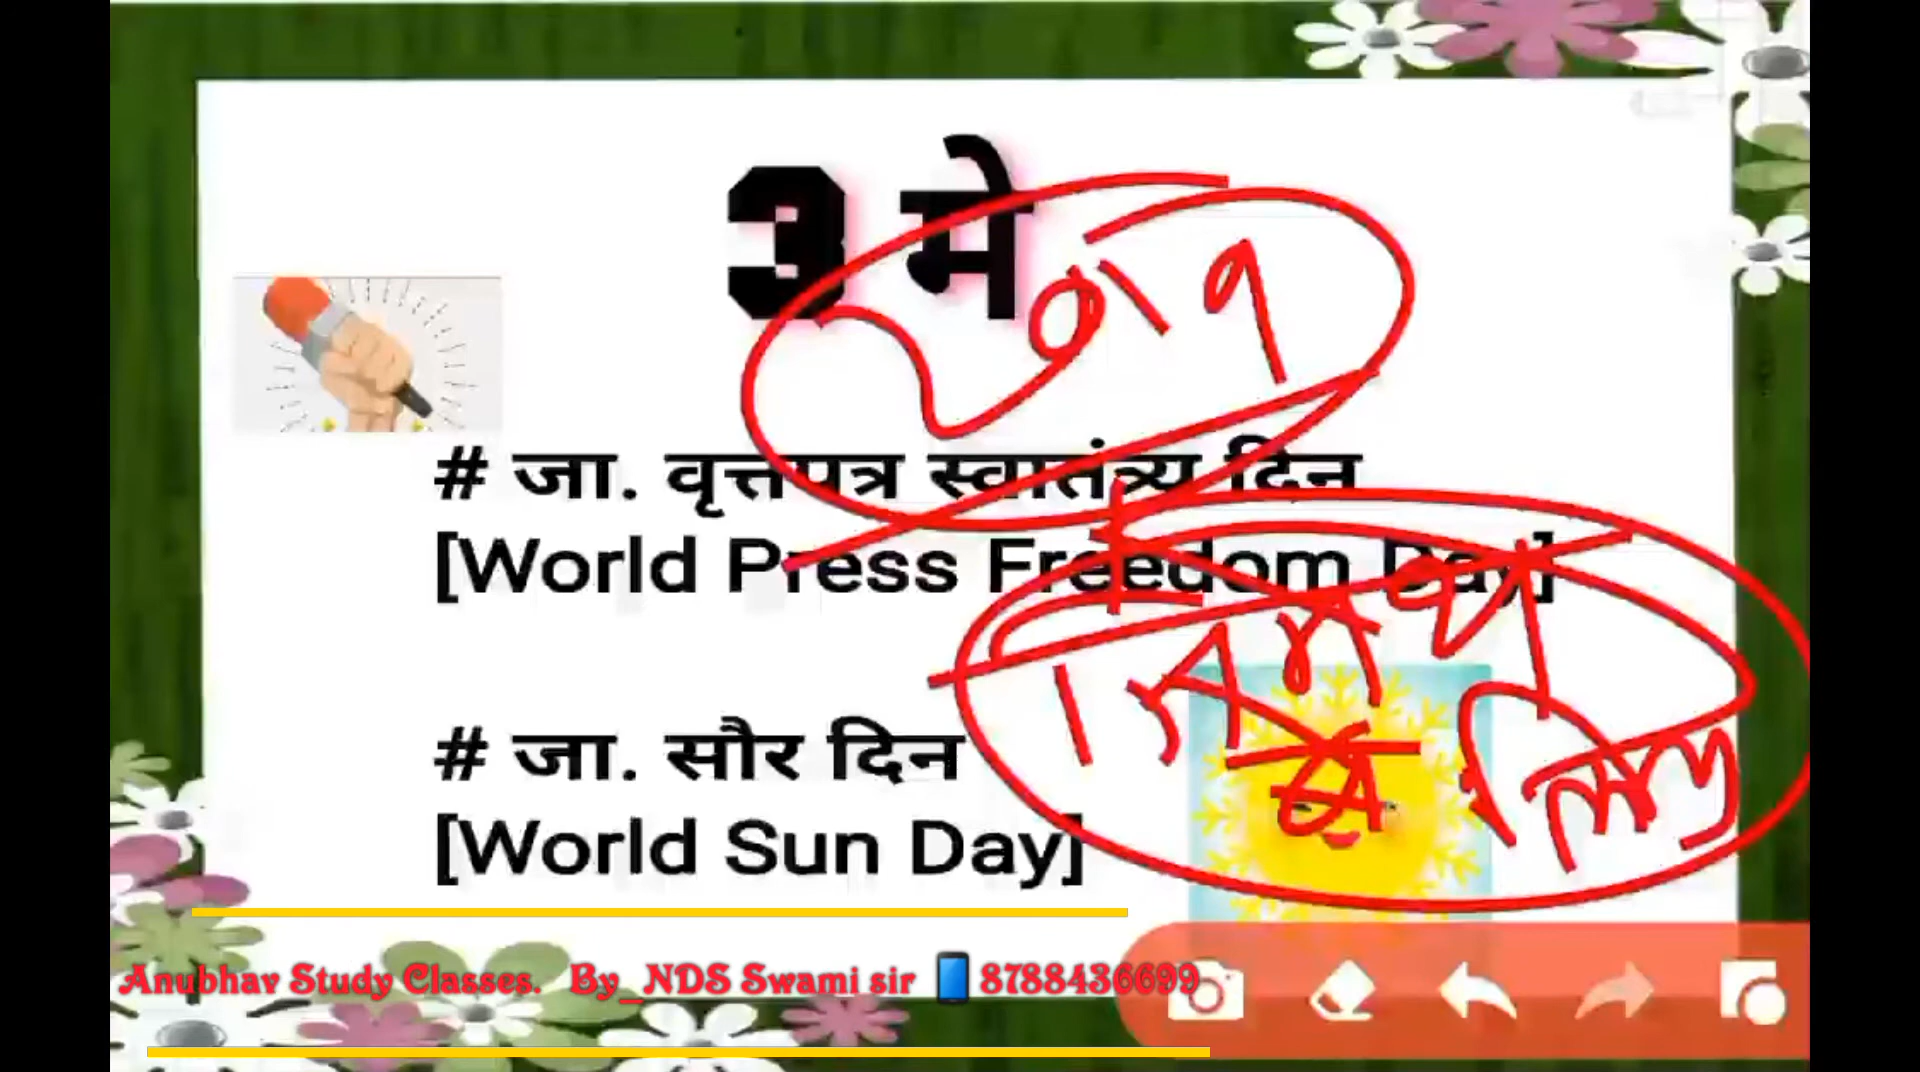 3 मे
# जा. वृत्तपत्र स्वातंत्र्य दिन
[World Press Freedom Day]
# जा. सौर दिन
[World Sun Day]
Anubhav Study Classes. By_NDS Swami sir 8788436699